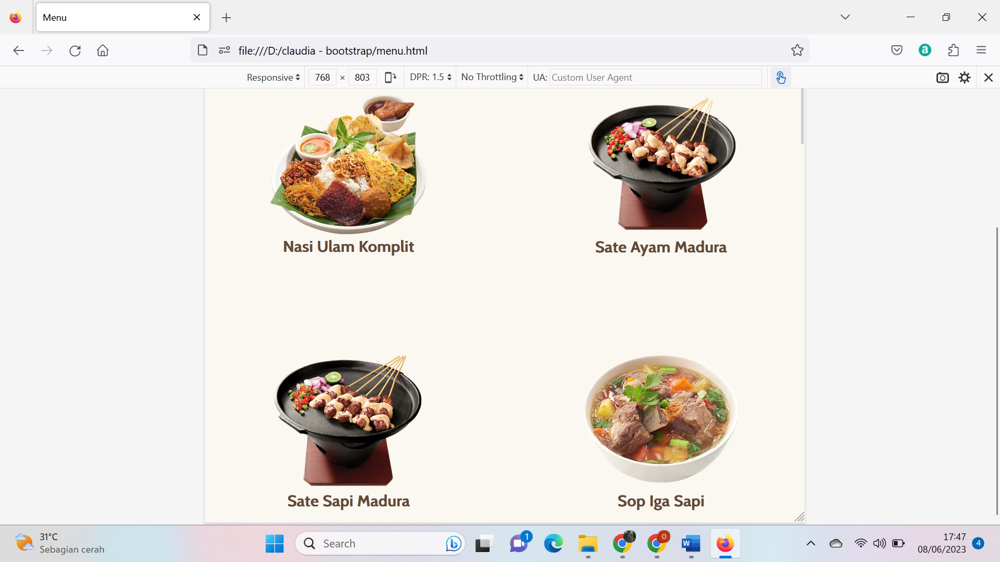 Menu
file:///D:/claudia - bootstrap/menu.html
a
Responsive 768 × 803 DPR: 1.5 No Throttling UA: Custom User Agent
Nasi Ulam Komplit
Sate Ayam Madura
Sate Sapi Madura
Sop Iga Sapi
31°C
Sebagian cerah
Search
1
0
W
17:47
08/06/2023
4